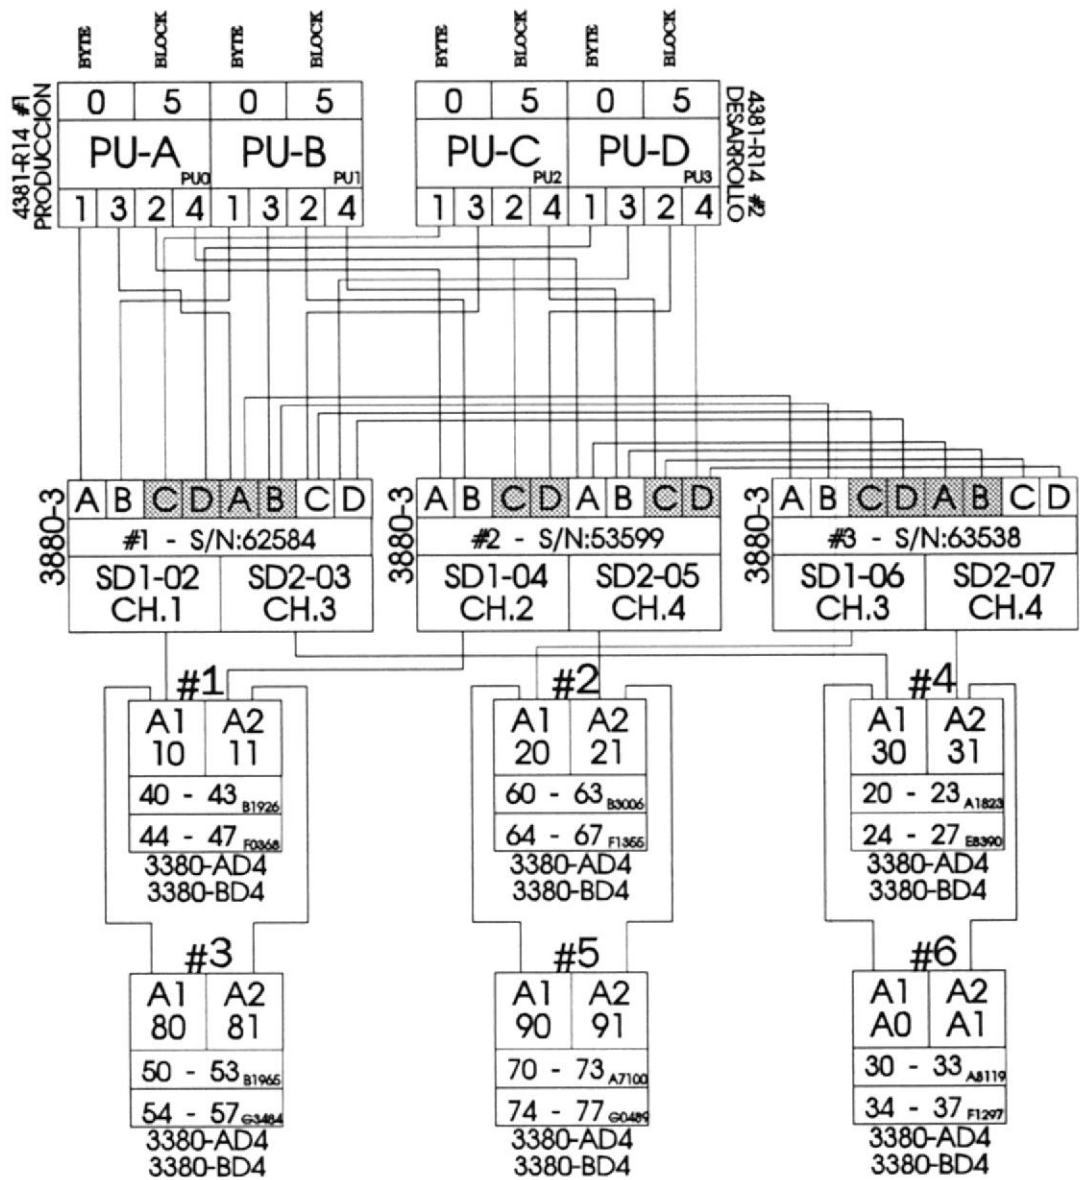 BYTE BLOCK BYTE BLOCK BYTE BLOCK BYTE BLOCK
4381-R14 #1
PRODUCCION
0 5 0 5
PU-A PU0 PU-B PU1
1 3 2 4 1 3 2 4
0 5 0 5
PU-C PU2 PU-D PU3
1 3 2 4 1 3 2 4
4381-R14 #2
DESARROLLO
3880-3
A B C D A B C D
#1 - S/N:62584
SD1-02 SD2-03
CH.1 CH.3
3880-3
A B C D A B C D
#2 - S/N:53599
SD1-04 SD2-05
CH.2 CH.4
3880-3
A B C D A B C D
#3 - S/N:63538
SD1-06 SD2-07
CH.3 CH.4
#1
A1 A2
10 11
40 - 43 B1926
44 - 47 F0368
3380-AD4
3380-BD4
#2
A1 A2
20 21
60 - 63 B3006
64 - 67 F1355
3380-AD4
3380-BD4
#4
A1 A2
30 31
20 - 23 A1823
24 - 27 E8390
3380-AD4
3380-BD4
#3
A1 A2
80 81
50 - 53 B1965
54 - 57 G3484
3380-AD4
3380-BD4
#5
A1 A2
90 91
70 - 73 A7100
74 - 77 G0489
3380-AD4
3380-BD4
#6
A1 A2
A0 A1
30 - 33 A8119
34 - 37 F1297
3380-AD4
3380-BD4